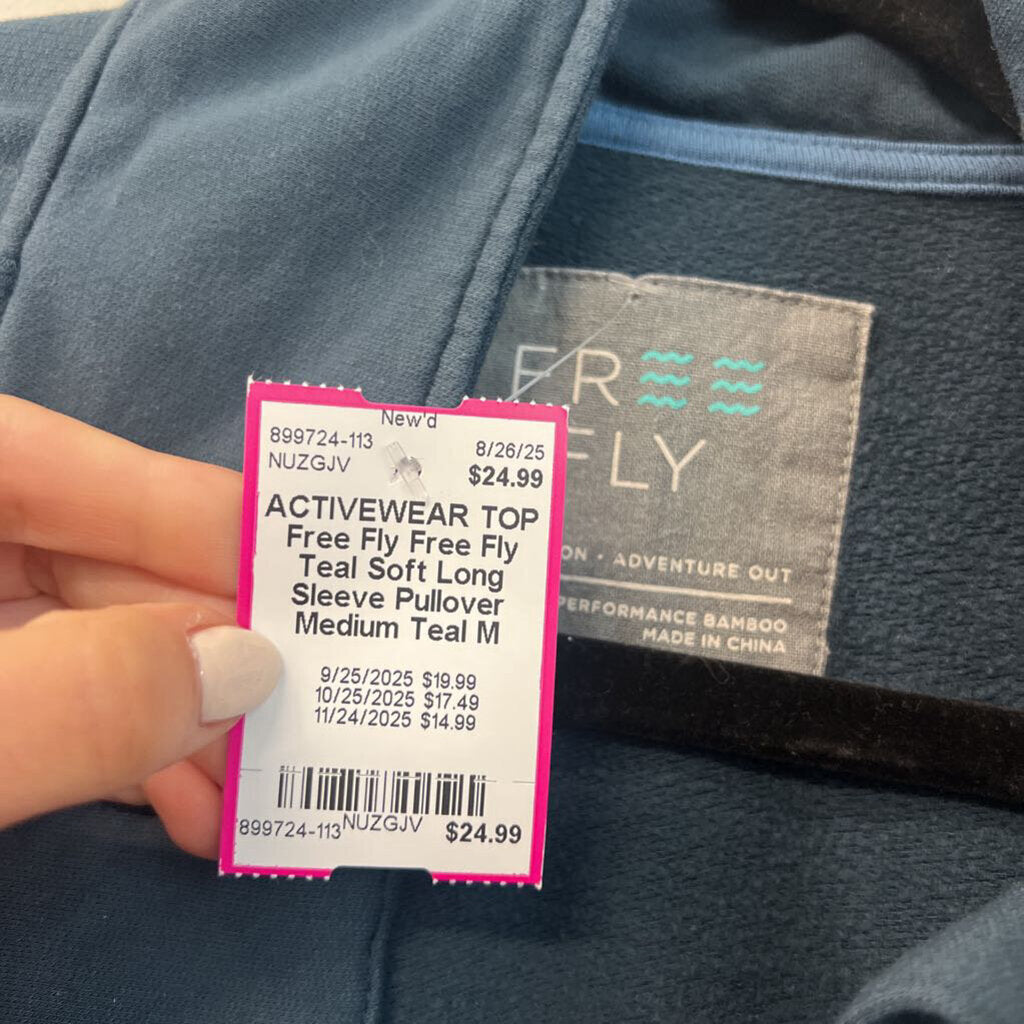 New'd
899724-113
8/26/25
NUZGJV
$24.99
ACTIVEWEAR TOP
Free Fly Free Fly
Teal Soft Long
Sleeve Pullover
Medium Teal M
9/25/2025 $19.99
10/25/2025 $17.49
11/24/2025 $14.99
899724-113 NUZGJV $24.99
FREE
FLY
ON • ADVENTURE OUT
PERFORMANCE BAMBOO
MADE IN CHINA